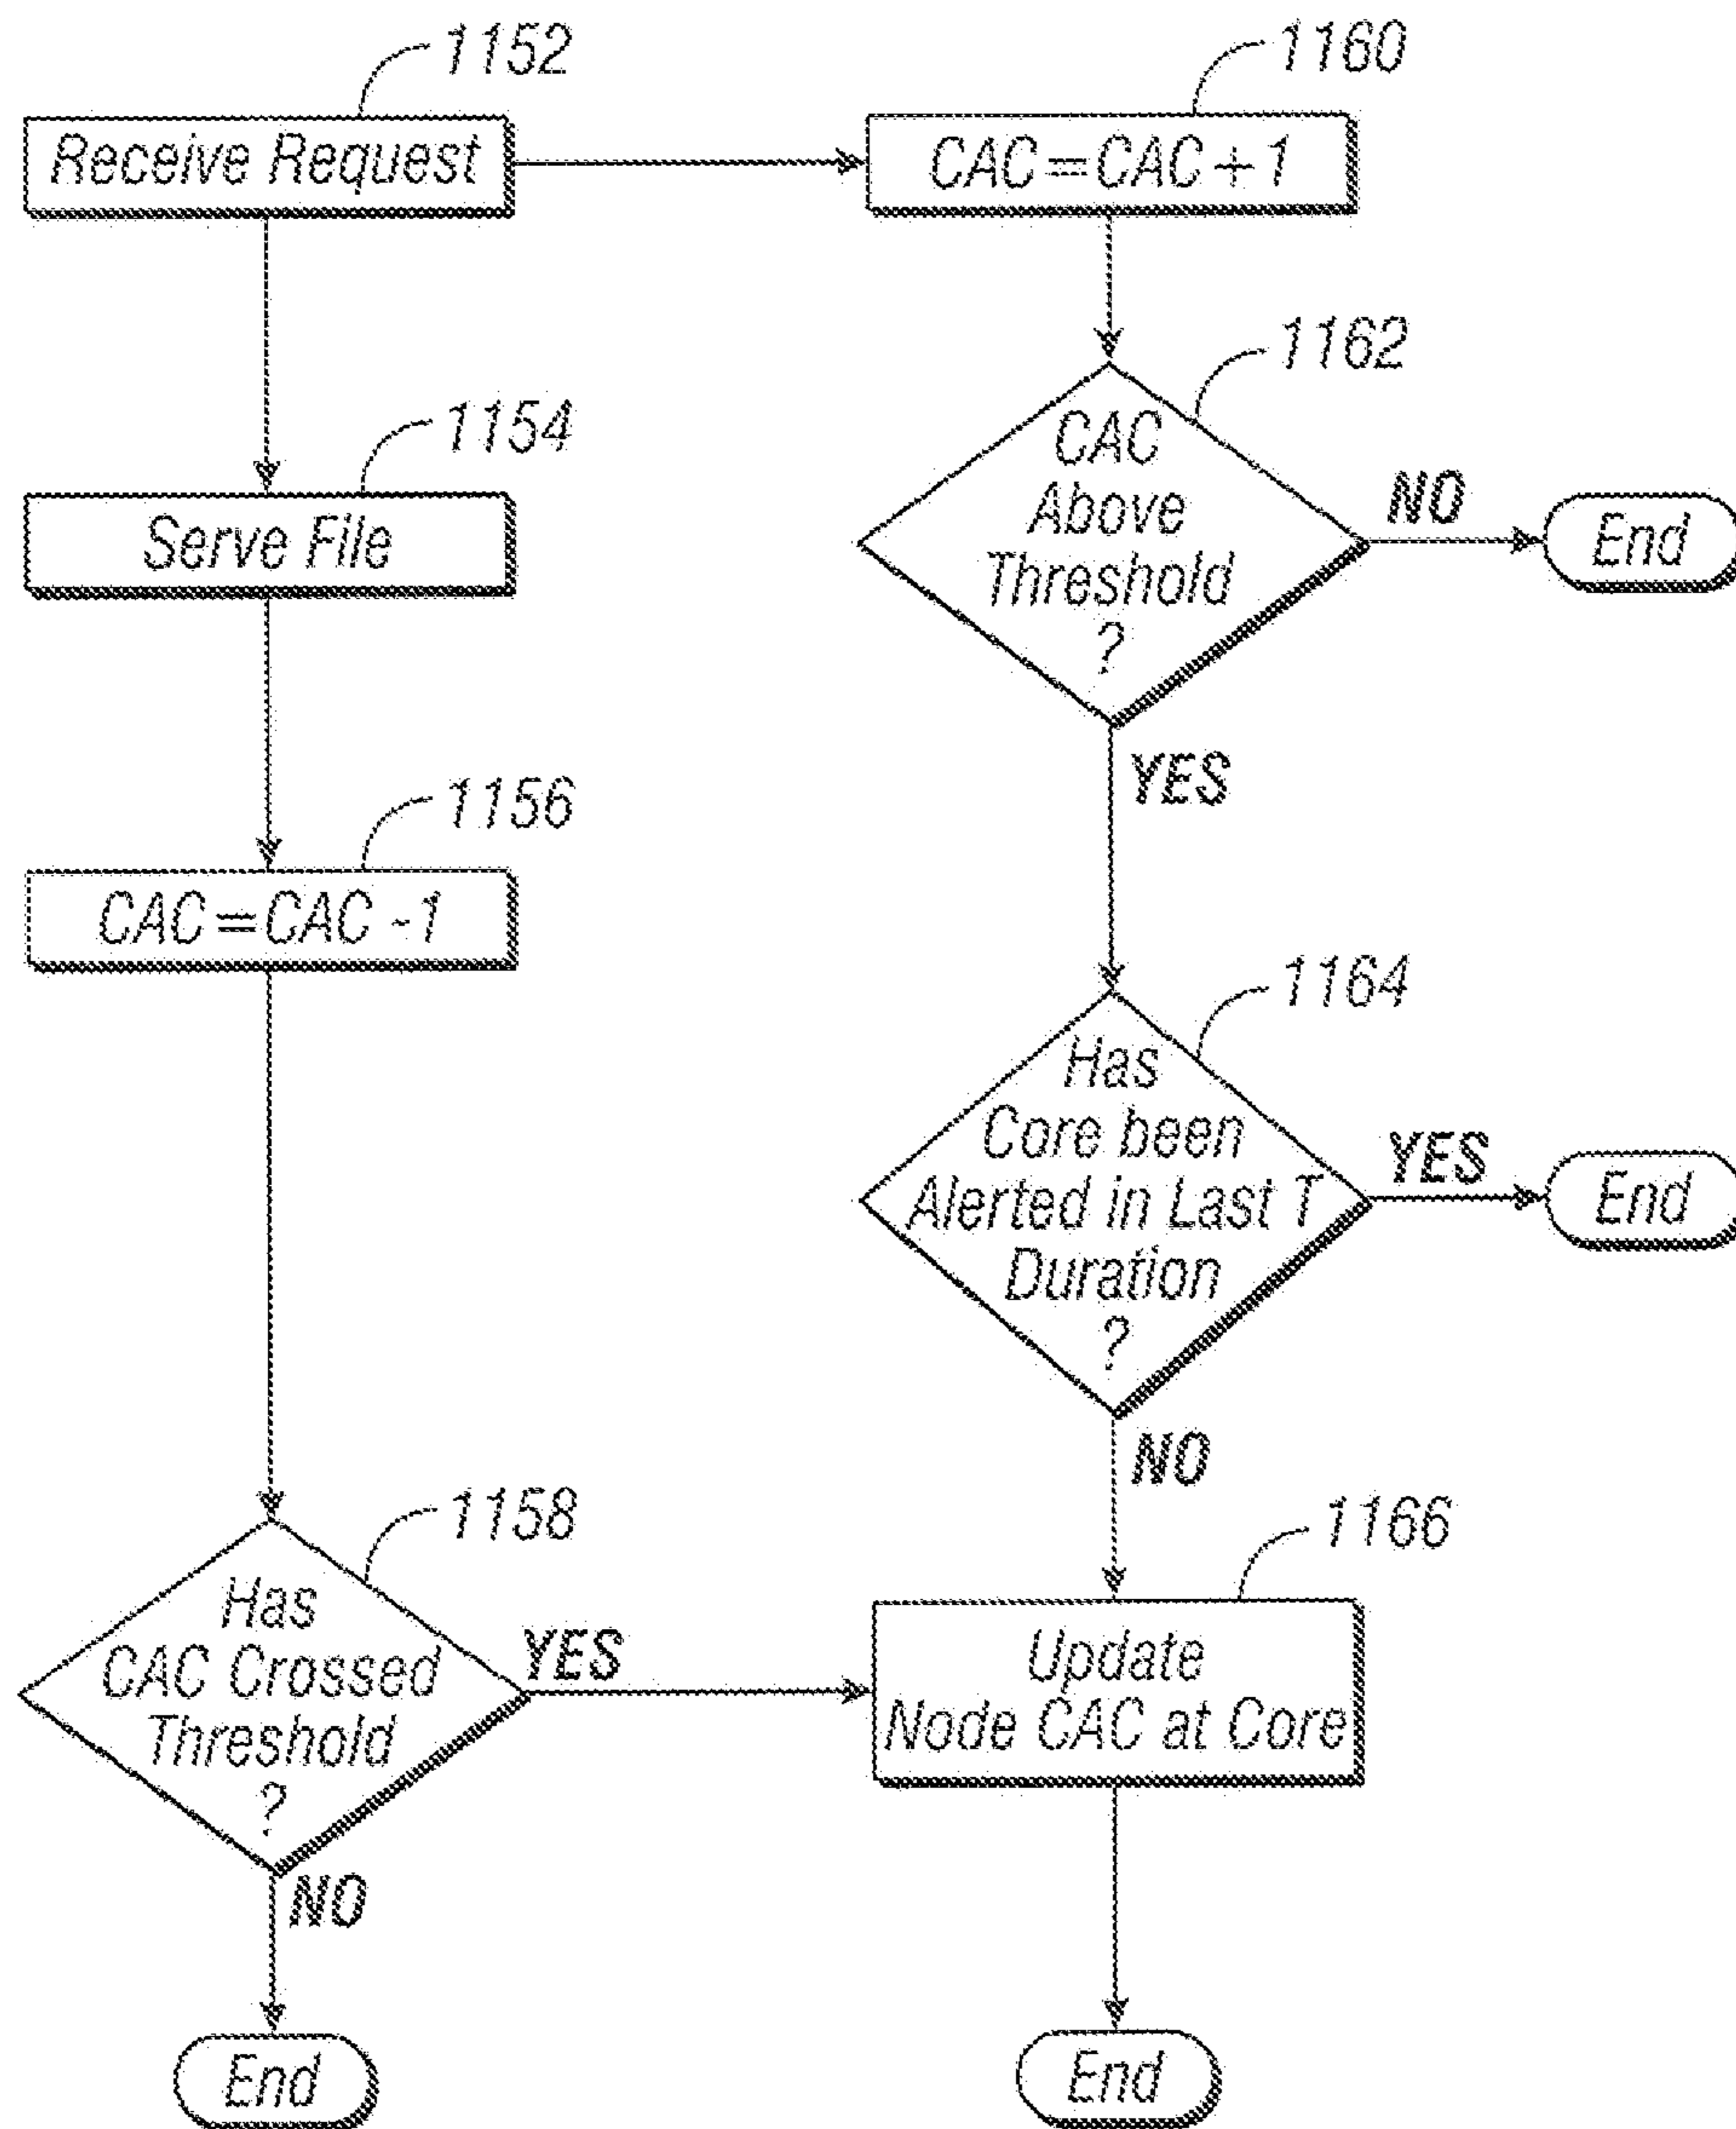 1152
Receive Request
1160
CAC=CAC+1
1162
CAC
Above
Threshold
?
NO
End
YES
1154
Serve File
1156
CAC=CAC-1
1164
Has
Core been
Alerted in Last T
Duration
?
YES
End
NO
1158
Has
CAC Crossed
Threshold
?
YES
NO
End
1166
Update
Node CAC at Core
End